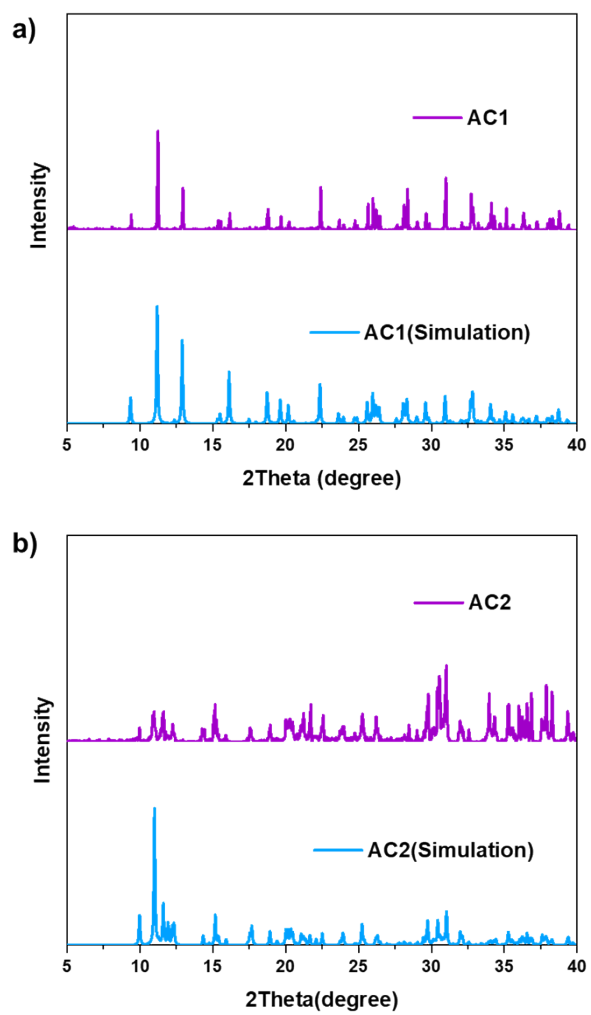 a)
AC1
Intensity
AC1(Simulation)
5 10 15 20 25 30 35 40
2Theta (degree)
b)
AC2
Intensity
AC2(Simulation)
5 10 15 20 25 30 35 40
2Theta(degree)